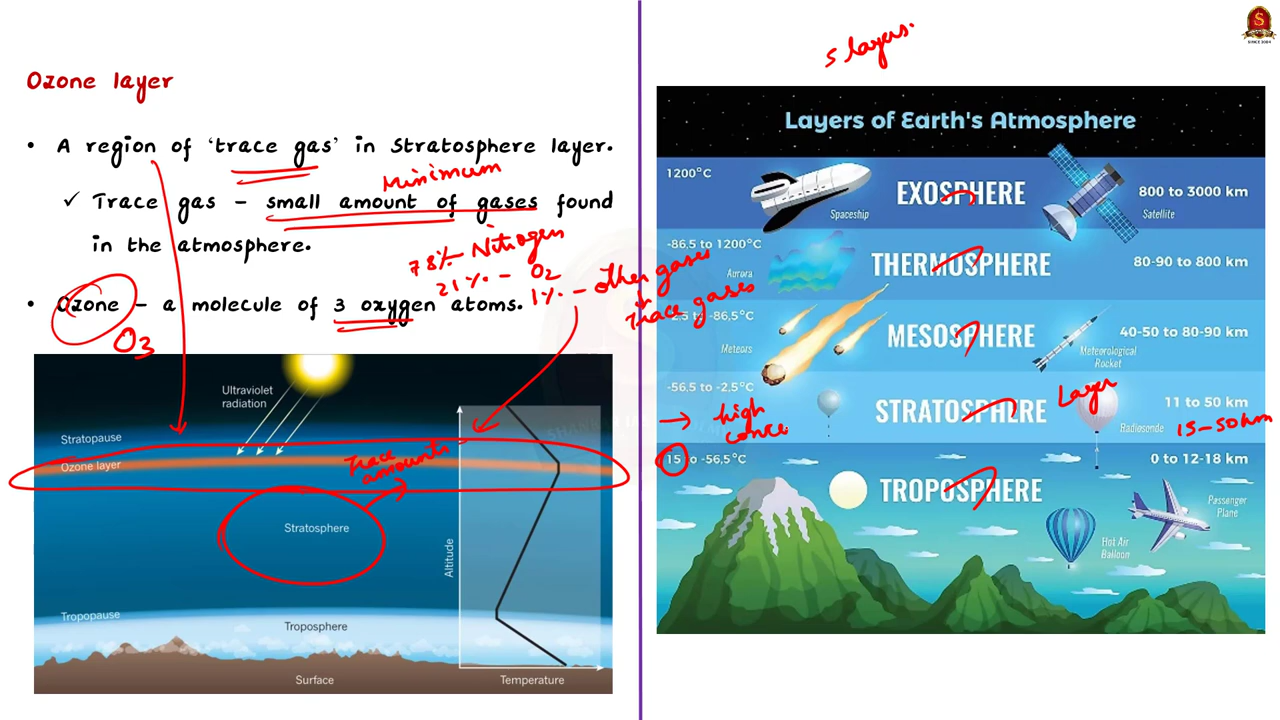 Ozone layer
• A region of ‘trace gas’ in Stratosphere layer.
Minimum
✓ Trace gas – small amount of gases found
in the atmosphere.
78% - Nitrogen
21% - O2
1% - Other gases
Trace gases
• Ozone – a molecule of 3 oxygen atoms.
O3
Ultraviolet
radiation
Stratopause
Ozone layer
Trace
amounts
Stratosphere
Altitude
Tropopause
Troposphere
Surface
Temperature
5 layers.
S
SINCE 2004
Layers of Earth's Atmosphere
1200°C
EXOSPHERE
800 to 3000 km
Spaceship
Satellite
-86,5 to 1200°C
THERMOSPHERE
80-90 to 800 km
Aurora
to -86,5°C
MESOSPHERE
40-50 to 80-90 km
Meteors
Meteorological
Rocket
-56,5 to -2,5°C
Layer
STRATOSPHERE
11 to 50 km
high
conce
Radiosonde
15-50km
15 to -56,5°C
0 to 12-18 km
TROPOSPHERE
Passenger
Plane
Hot Air
Balloon